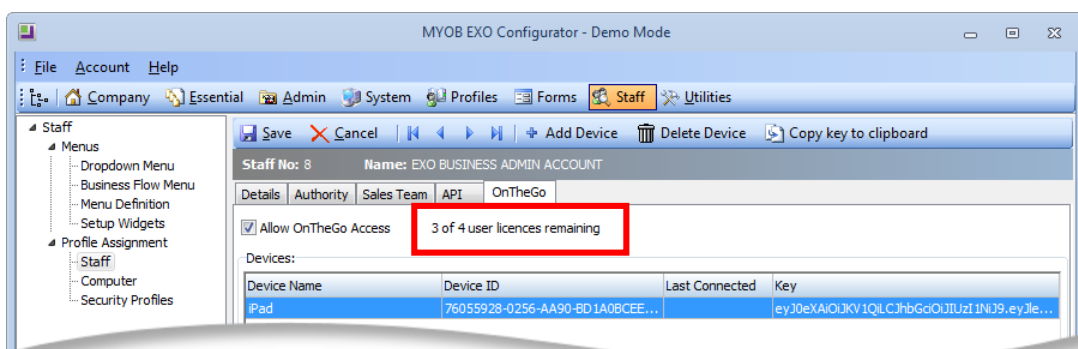 MYOB EXO Configurator - Demo Mode
File Account Help
Company Essential Admin System Profiles Forms Staff Utilities
Staff
Menus
Dropdown Menu
Business Flow Menu
Menu Definition
Setup Widgets
Profile Assignment
Staff
Computer
Security Profiles
Save Cancel Add Device Delete Device Copy key to clipboard
Staff No: 8 Name: EXO BUSINESS ADMIN ACCOUNT
Details Authority Sales Team API OnTheGo
Allow OnTheGo Access 3 of 4 user licences remaining
Devices:
Device Name Device ID Last Connected Key
iPad 76055928-0256-AA90-BD1A0BCEE... eyJ0eXAiOiJKV1QiLCJhbGciOiJIUzI1NiJ9.eyJle...